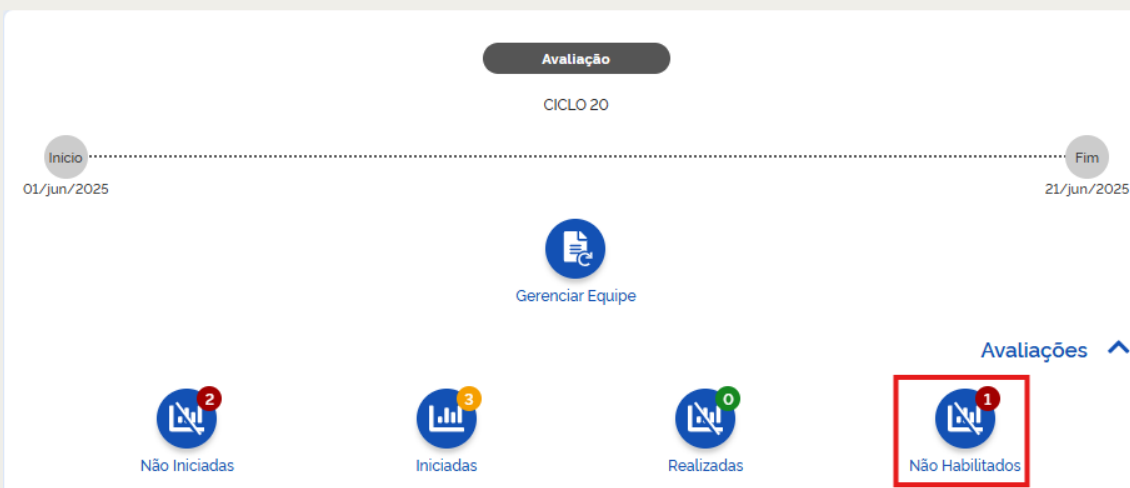 Avaliação
CICLO 20
Início
Fim
01/jun/2025
21/jun/2025
Gerenciar Equipe
Avaliações
2
3
0
1
Não Iniciadas
Iniciadas
Realizadas
Não Habilitados